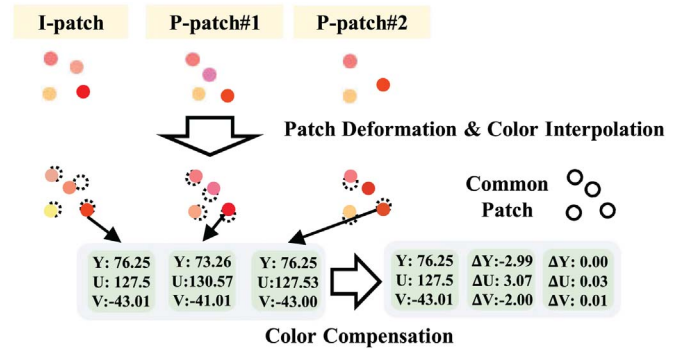 I-patch P-patch#1 P-patch#2
Patch Deformation & Color Interpolation
Common
Patch
Y: 76.25 Y: 73.26 Y: 76.25 Y: 76.25 ΔY:-2.99 ΔY: 0.00
U: 127.5 U:130.57 U:127.53 U: 127.5 ΔU: 3.07 ΔU: 0.03
V:-43.01 V:-41.01 V:-43.00 V:-43.01 ΔV:-2.00 ΔV: 0.01
Color Compensation